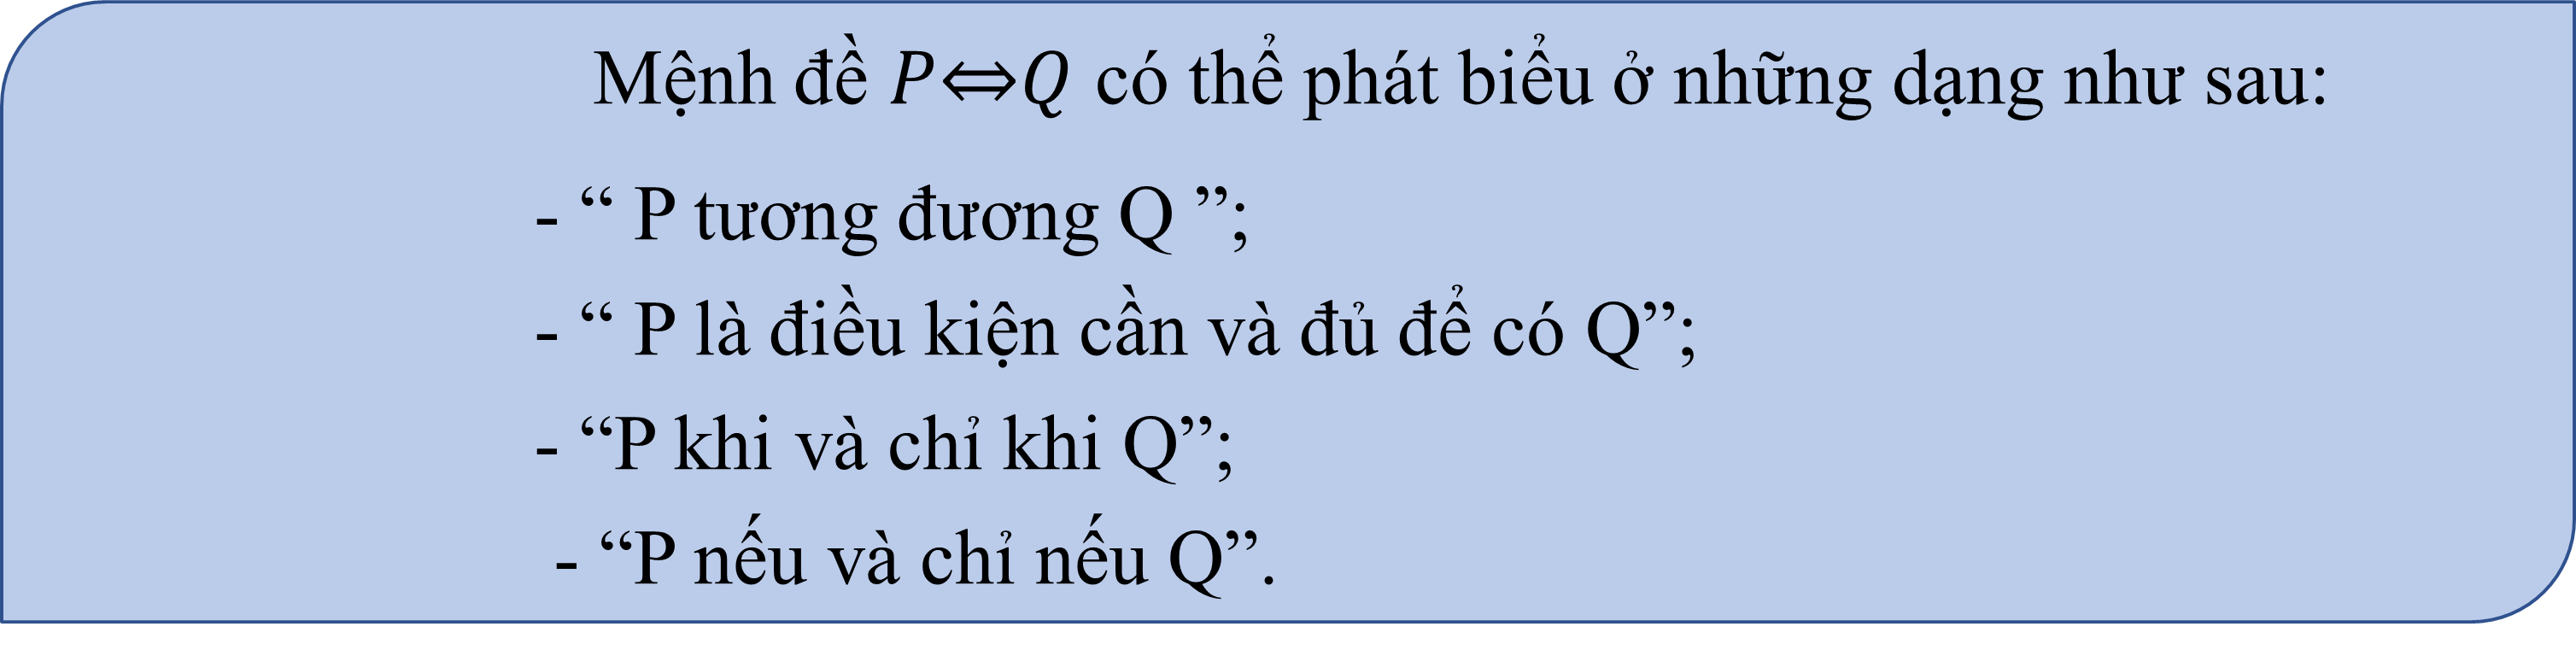 Mệnh đề P⇔Q có thể phát biểu ở những dạng như sau:
- “ P tương đương Q ”;
- “ P là điều kiện cần và đủ để có Q”;
- “P khi và chỉ khi Q”;
- “P nếu và chỉ nếu Q”.